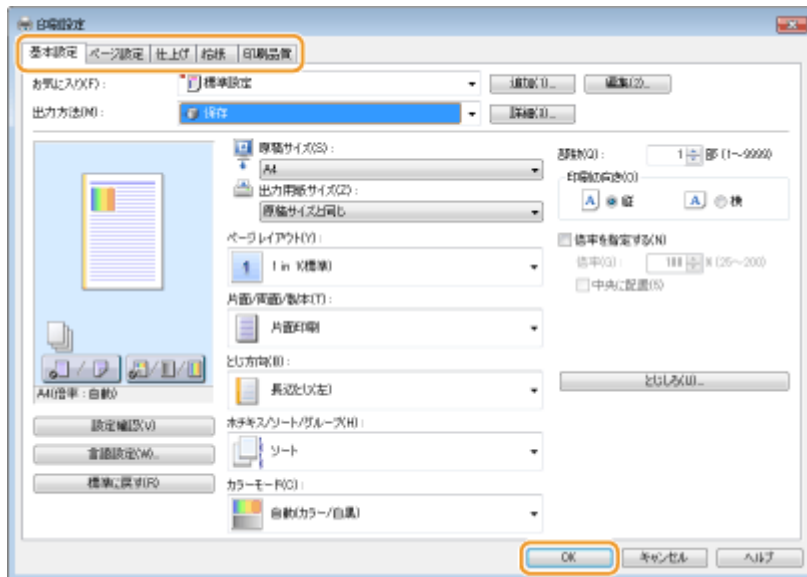 印刷設定
基本設定 ページ設定 仕上げ 給紙 印刷品質
お気に入り(F): 標準設定 追加(1)... 編集(2)...
出力方法(M): 保存 詳細(3)...
原稿サイズ(S):
A4
出力用紙サイズ(Z):
原稿サイズと同じ
部数(Q): 1 部 (1~9999)
印刷の向き(O)
A 縦 A 横
ページレイアウト(Y):
1 1 in 1(標準)
倍率を指定する(N)
倍率(G): 100 % (25~200)
中央に配置(5)
片面/両面/製本(T):
片面印刷
とじ方向(B):
長辺とじ(左)
とじしろ(U)...
A4(倍率:自動)
設定確認(V)
言語設定(W)...
標準に戻す(R)
ホチキス/ソート/グループ(H):
ソート
カラーモード(C):
自動(カラー/白黒)
OK キャンセル ヘルプ